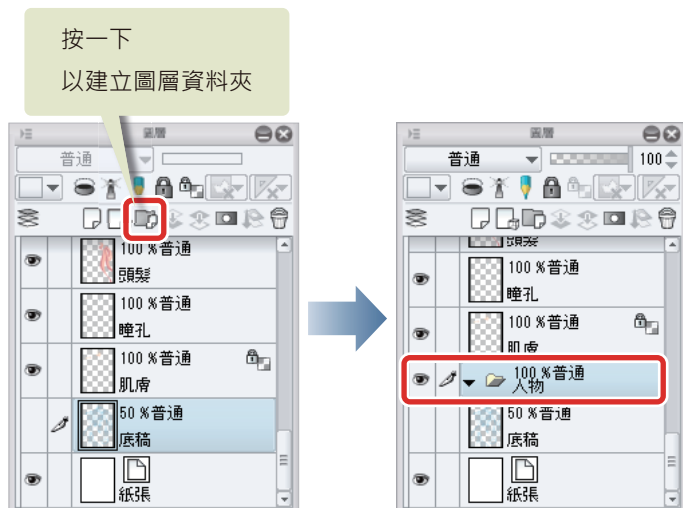 按一下
以建立圖層資料夾
圖層
普通
100 %普通
頭髮
100 %普通
瞳孔
100 %普通
肌膚
50 %普通
底稿
紙張
圖層
普通
100
頭髮
100 %普通
瞳孔
100 %普通
肌膚
100 %普通
人物
50 %普通
底稿
紙張